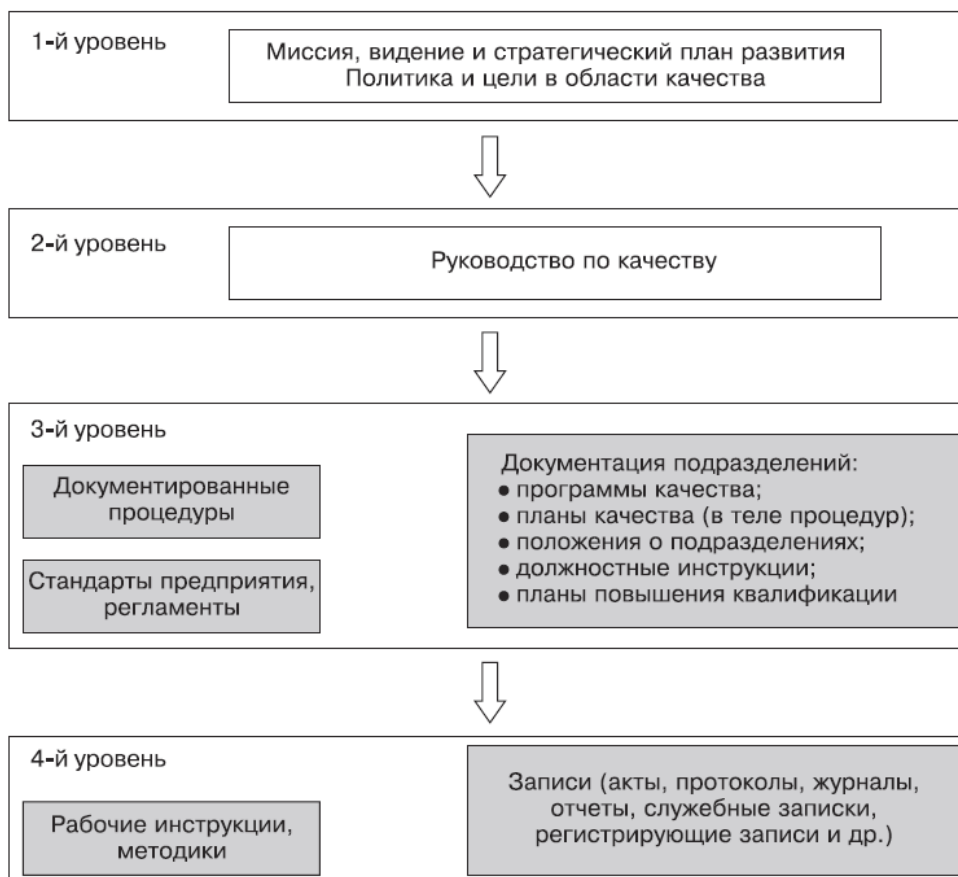 1-й уровень
Миссия, видение и стратегический план развития
Политика и цели в области качества
2-й уровень
Руководство по качеству
3-й уровень
Документированные
процедуры
Стандарты предприятия,
регламенты
Документация подразделений:
● программы качества;
● планы качества (в теле процедур);
● положения о подразделениях;
● должностные инструкции;
● планы повышения квалификации
4-й уровень
Рабочие инструкции,
методики
Записи (акты, протоколы, журналы,
отчеты, служебные записки,
регистрирующие записи и др.)